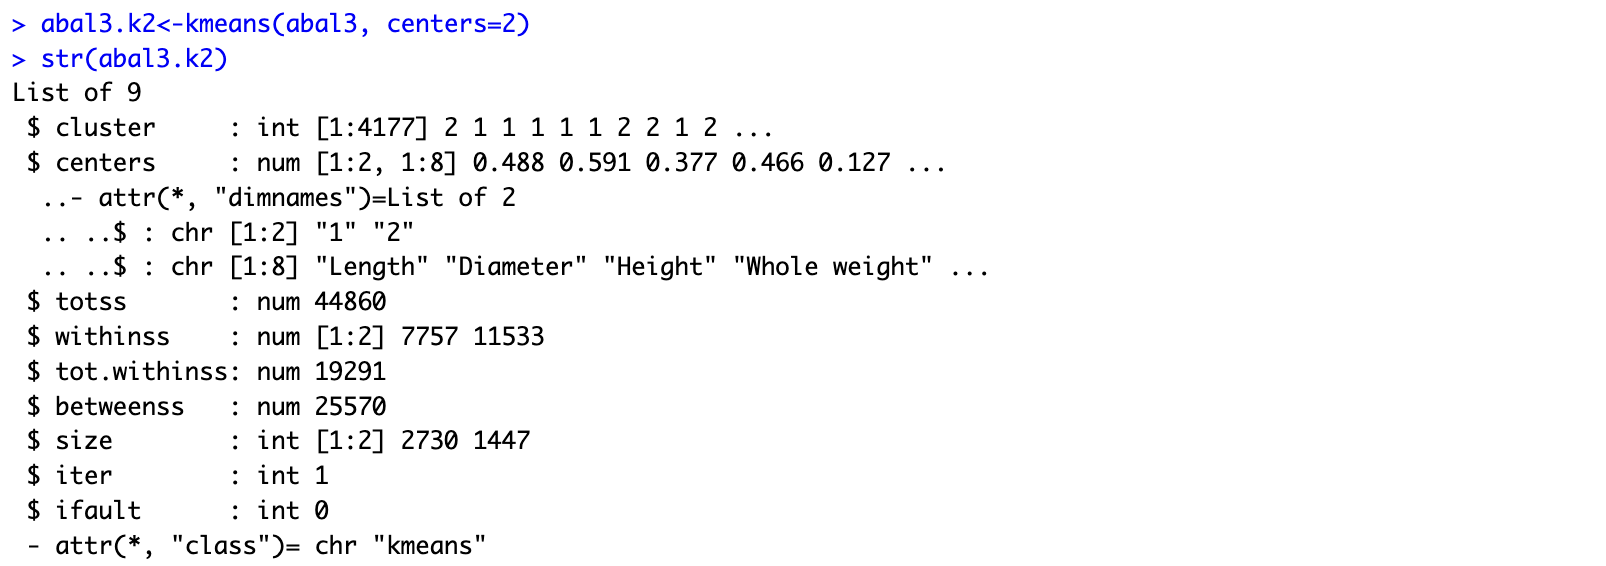 > abal3.k2<-kmeans(abal3, centers=2)
> str(abal3.k2)
List of 9
 $ cluster     : int [1:4177] 2 1 1 1 1 1 2 2 1 2 ...
 $ centers     : num [1:2, 1:8] 0.488 0.591 0.377 0.466 0.127 ...
  ..- attr(*, "dimnames")=List of 2
  .. ..$ : chr [1:2] "1" "2"
  .. ..$ : chr [1:8] "Length" "Diameter" "Height" "Whole weight" ...
 $ totss       : num 44860
 $ withinss    : num [1:2] 7757 11533
 $ tot.withinss: num 19291
 $ betweenss   : num 25570
 $ size        : int [1:2] 2730 1447
 $ iter        : int 1
 $ ifault      : int 0
 - attr(*, "class")= chr "kmeans"